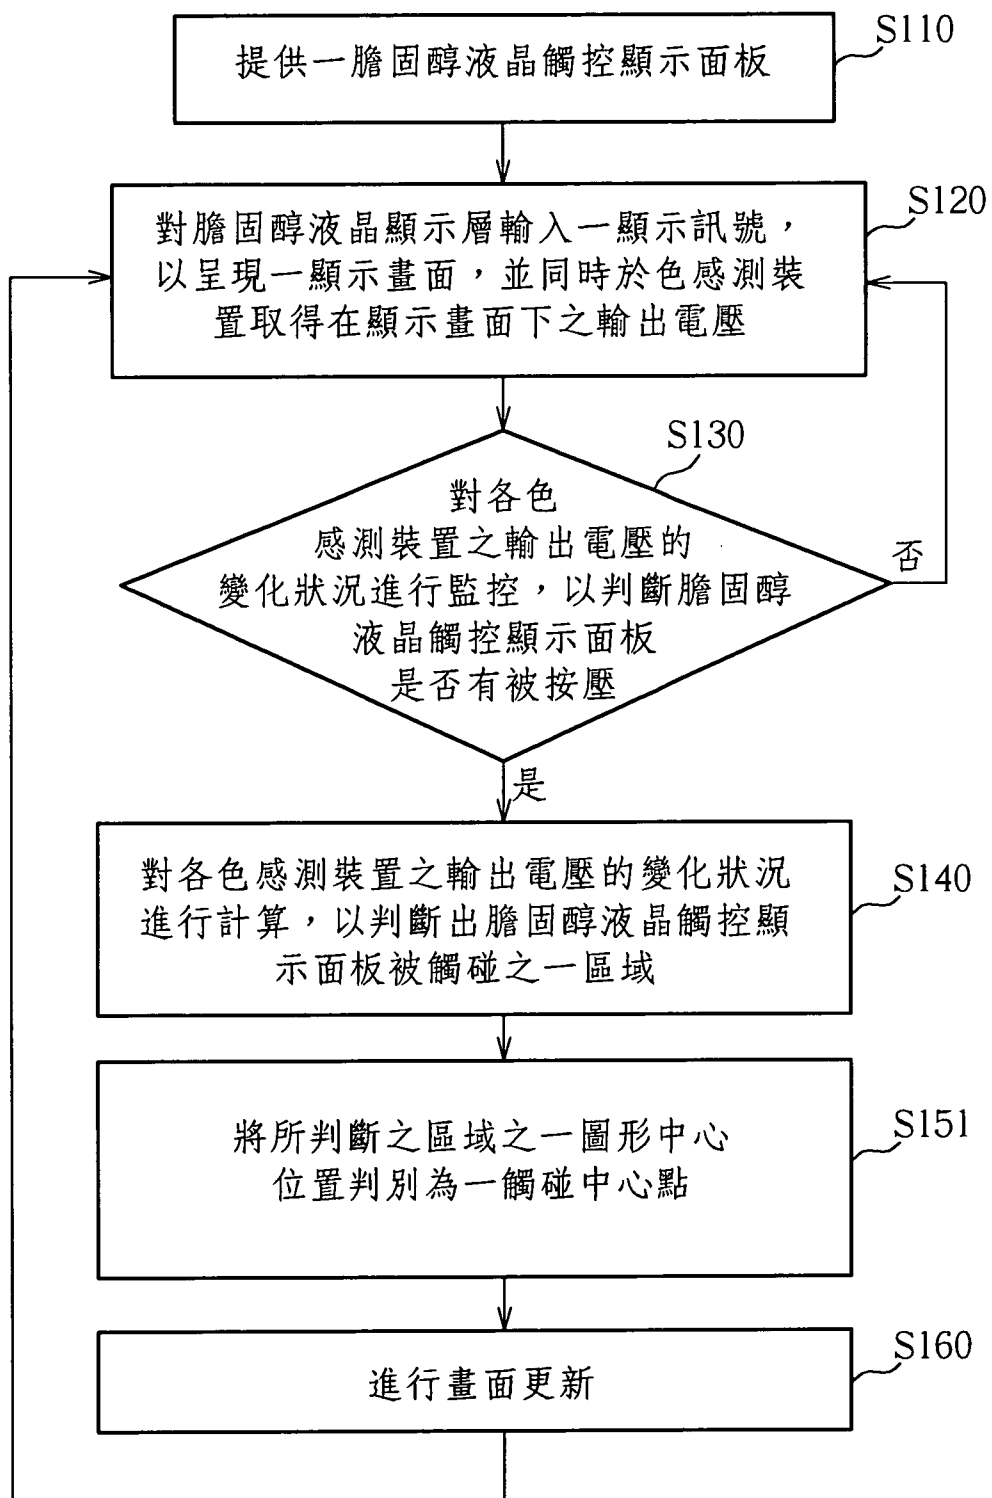 S110
提供一膽固醇液晶觸控顯示面板
S120
對膽固醇液晶顯示層輸入一顯示訊號，
以呈現一顯示畫面，並同時於色感測裝
置取得在顯示畫面下之輸出電壓
S130
對各色
感測裝置之輸出電壓的
變化狀況進行監控，以判斷膽固醇
液晶觸控顯示面板
是否有被按壓
否
是
S140
對各色感測裝置之輸出電壓的變化狀況
進行計算，以判斷出膽固醇液晶觸控顯
示面板被觸碰之一區域
S151
將所判斷之區域之一圖形中心
位置判別為一觸碰中心點
S160
進行畫面更新